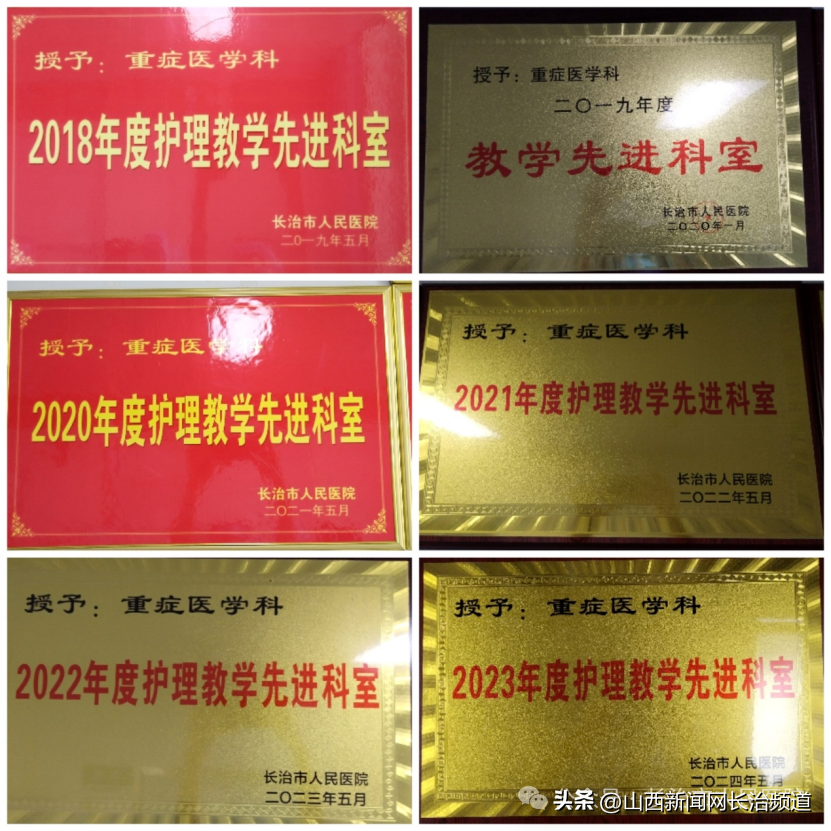 授予：重症医学科
2018年度护理教学先进科室
长治市人民医院
二〇一九年五月
授予：重症医学科
二〇一九年度
教学先进科室
长治市人民医院
二〇二〇年一月
授予：重症医学科
2020年度护理教学先进科室
长治市人民医院
二〇二一年五月
授予：重症医学科
2021年度护理教学先进科室
长治市人民医院
二〇二二年五月
授予：重症医学科
2022年度护理教学先进科室
长治市人民医院
二〇二三年五月
授予：重症医学科
2023年度护理教学先进科室
长治市人民医院
二〇二四年五月
头条 @山西新闻网长治频道